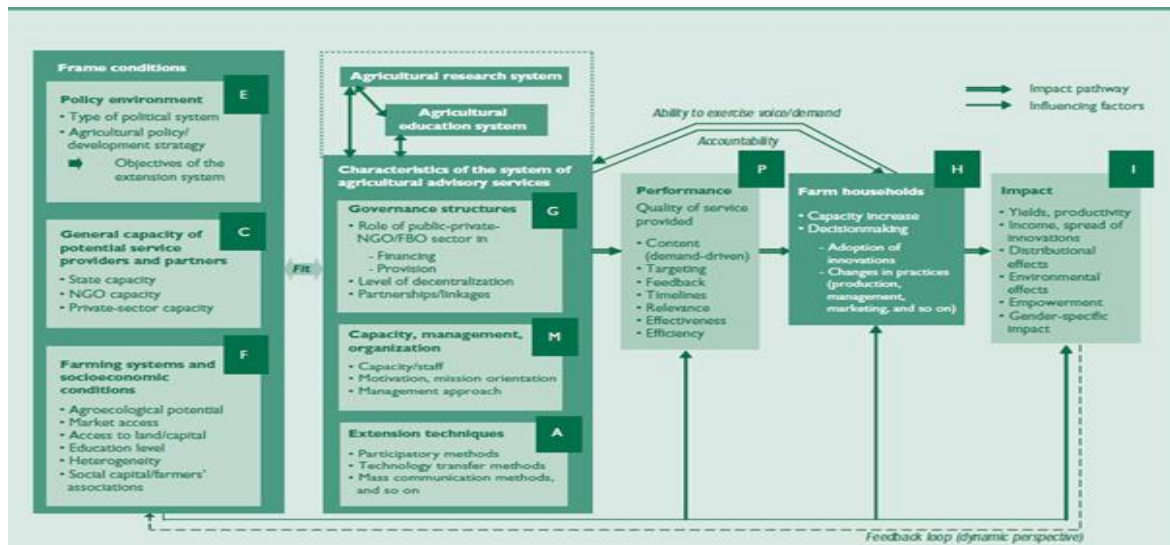 Frame conditions
E
Policy environment
• Type of political system
• Agricultural policy/
development strategy
Objectives of the
extension system
C
General capacity of
potential service
providers and partners
• State capacity
• NGO capacity
• Private-sector capacity
F
Farming systems and
socioeconomic
conditions
• Agroecological potential
• Market access
• Access to land/capital
• Education level
• Heterogeneity
• Social capital/farmers'
associations
Fit
Agricultural research system
Agricultural
education system
Characteristics of the system of
agricultural advisory services
Governance structures
G
• Role of public-private-
NGO/FBO sector in
- Financing
- Provision
• Level of decentralization
• Partnerships/linkages
Capacity, management,
organization
M
• Capacity/staff
• Motivation, mission orientation
• Management approach
Extension techniques
A
• Participatory methods
• Technology transfer methods
• Mass communication methods,
and so on
Ability to exercise voice/demand
Accountability
P
Performance
Quality of service
provided
• Content
(demand-driven)
• Targeting
• Feedback
• Timelines
• Relevance
• Effectiveness
• Efficiency
H
Farm households
• Capacity increase
• Decisionmaking
- Adoption of
innovations
- Changes in practices
(production,
management,
marketing, and so on)
I
Impact
• Yields, productivity
• Income, spread of
innovations
• Distributional
effects
• Environmental
effects
• Empowerment
• Gender-specific
impact
Impact pathway
Influencing factors
Feedback loop (dynamic perspective)